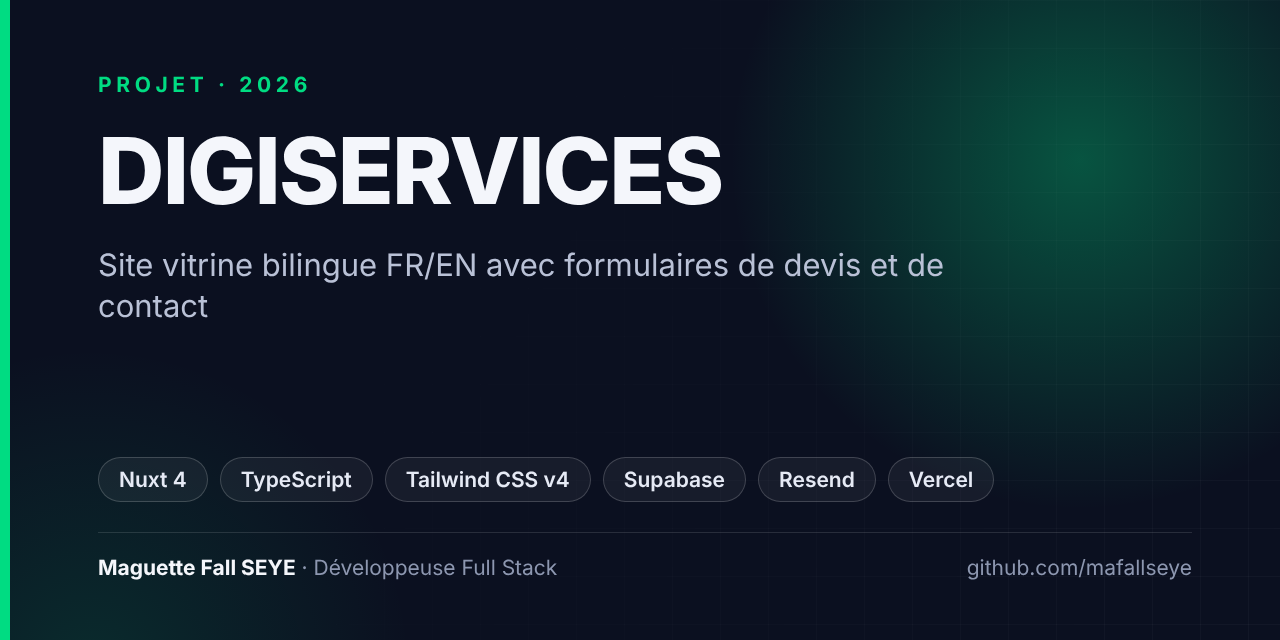 PROJET · 2026
DIGISERVICES
Site vitrine bilingue FR/EN avec formulaires de devis et de
contact
Nuxt 4 TypeScript Tailwind CSS v4 Supabase Resend Vercel
Maguette Fall SEYE · Développeuse Full Stack github.com/mafallseye